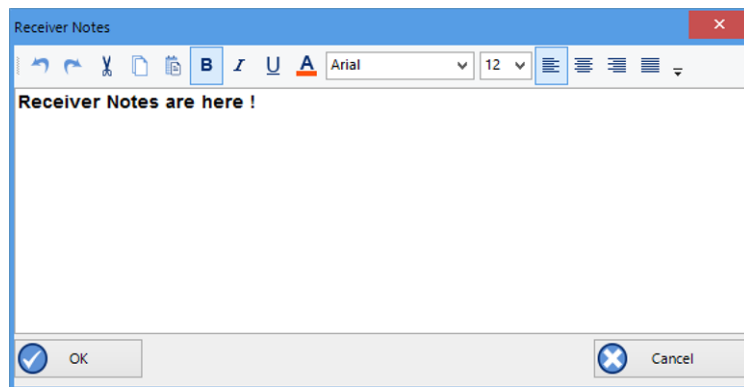 Receiver Notes
B I U A Arial 12
Receiver Notes are here !
OK Cancel